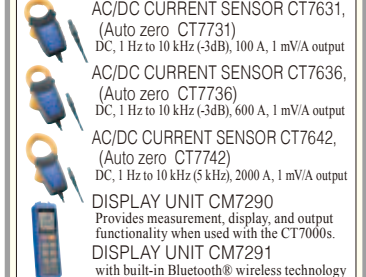 AC/DC CURRENT SENSOR CT7631,
(Auto zero CT7731)
DC, 1 Hz to 10 kHz (-3dB), 100 A, 1 mV/A output
AC/DC CURRENT SENSOR CT7636,
(Auto zero CT7736)
DC, 1 Hz to 10 kHz (-3dB), 600 A, 1 mV/A output
AC/DC CURRENT SENSOR CT7642,
(Auto zero CT7742)
DC, 1 Hz to 10 kHz (5 kHz), 2000 A, 1 mV/A output
DISPLAY UNIT CM7290
Provides measurement, display, and output
functionality when used with the CT7000s.
DISPLAY UNIT CM7291
with built-in Bluetooth® wireless technology